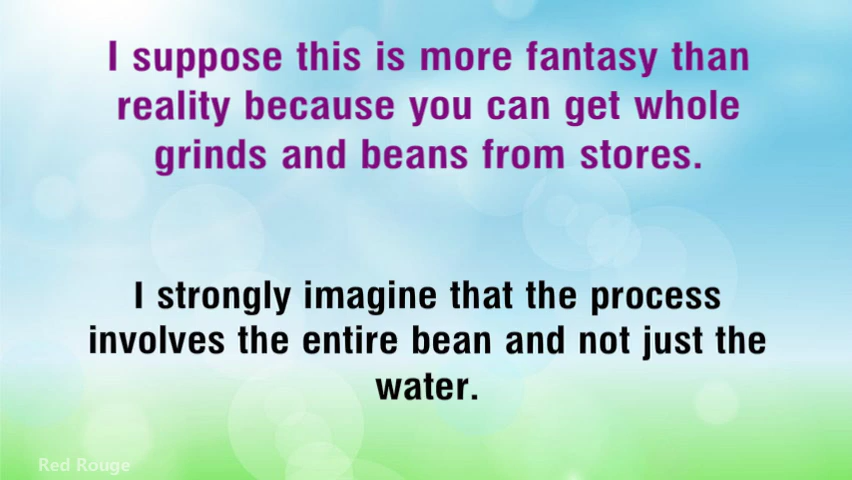 I suppose this is more fantasy than
reality because you can get whole
grinds and beans from stores.
I strongly imagine that the process
involves the entire bean and not just the
water.
Red Rouge